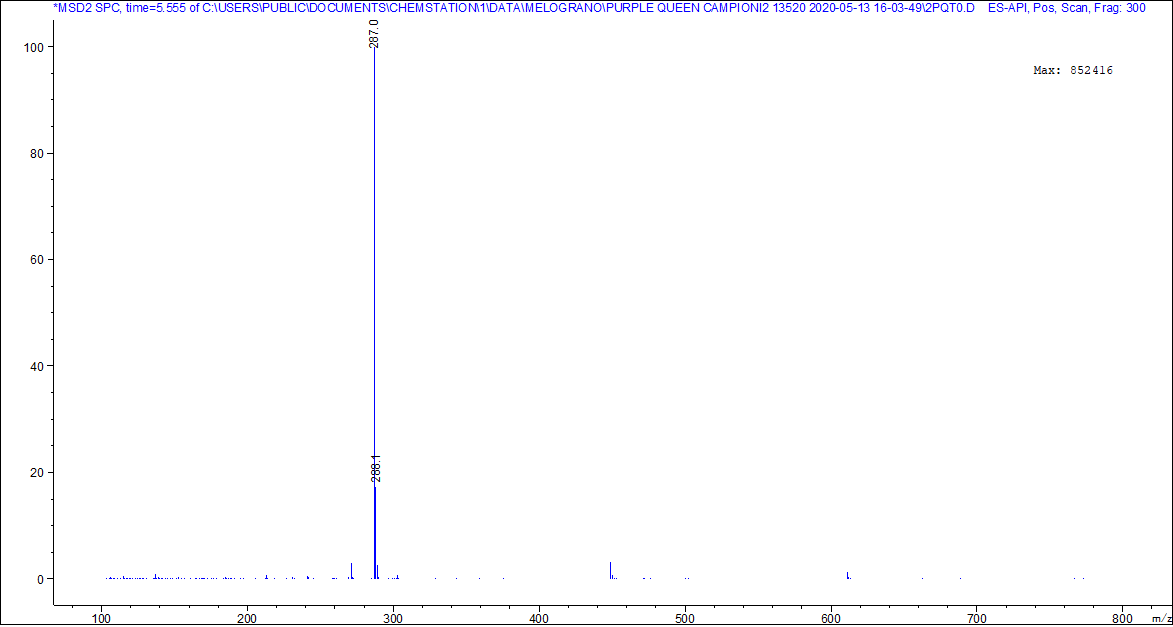 *MSD2 SPC, time=5.555 of C:\USERS\PUBLIC\DOCUMENTS\CHEMSTATION\1\DATA\MELOGRANO\PURPLE QUEEN CAMPIONI2 13520 2020-05-13 16-03-49\2PQT0.D    ES-API, Pos, Scan, Frag: 300
287.0
100
Max: 852416
80
60
40
288.1
20
0
100 200 300 400 500 600 700 800 m/z